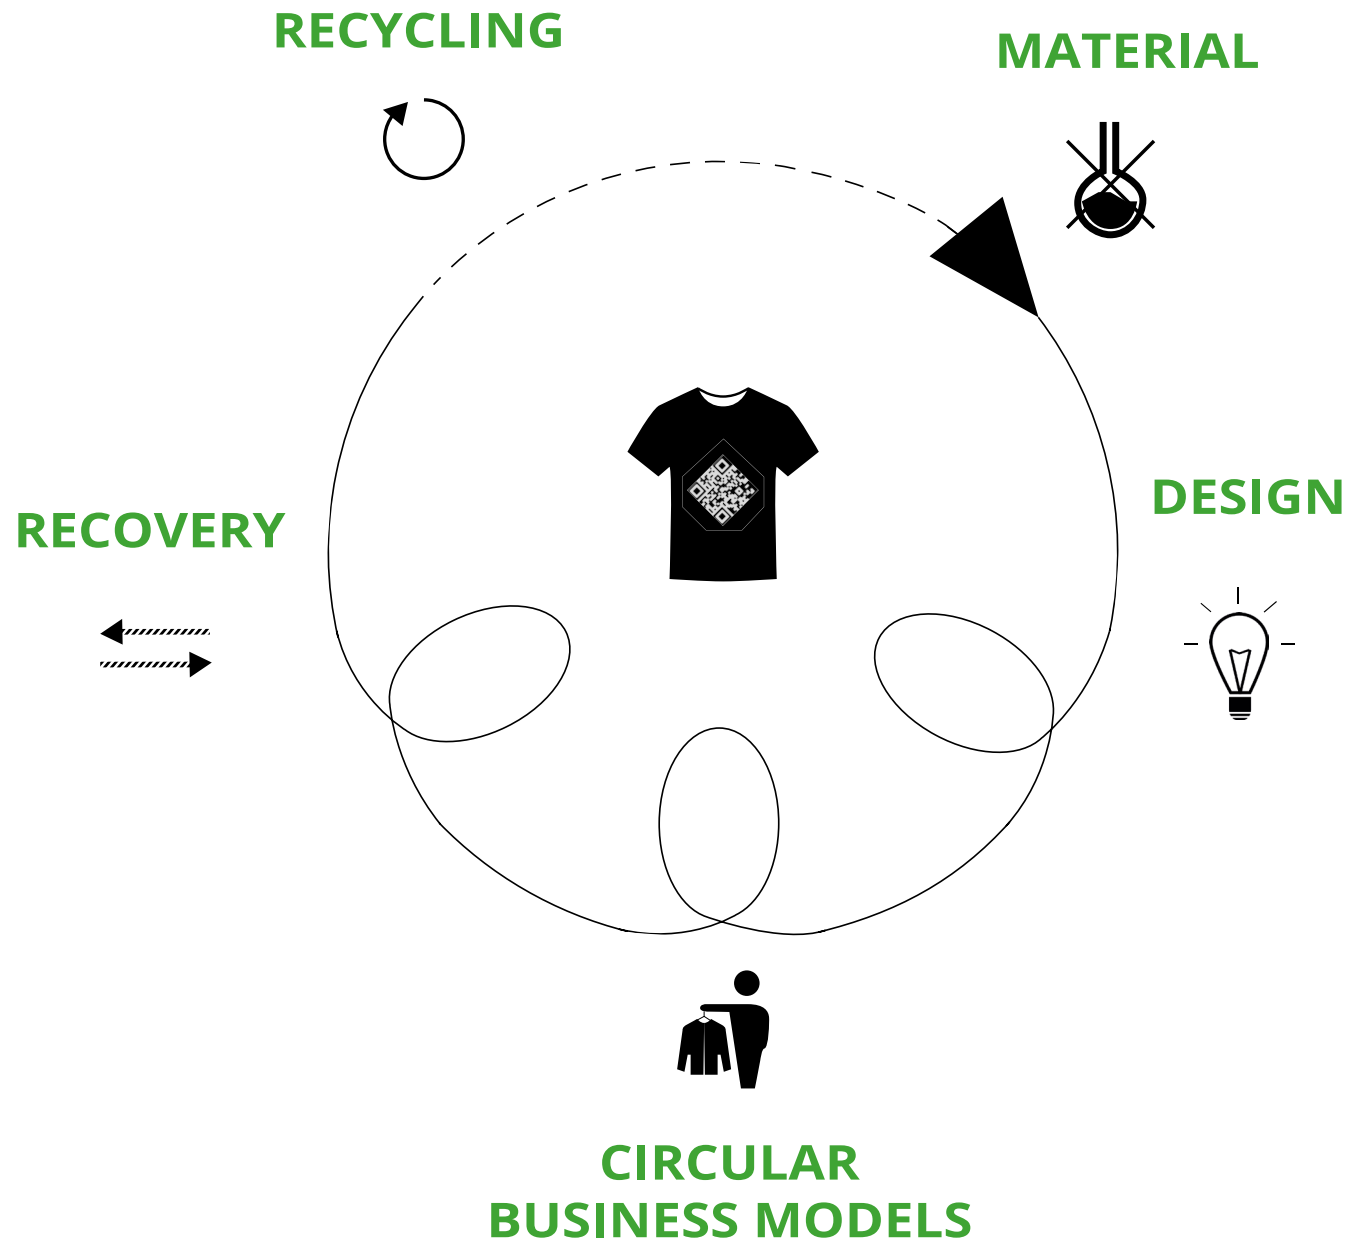 RECYCLING
MATERIAL
DESIGN
RECOVERY
CIRCULAR
BUSINESS MODELS